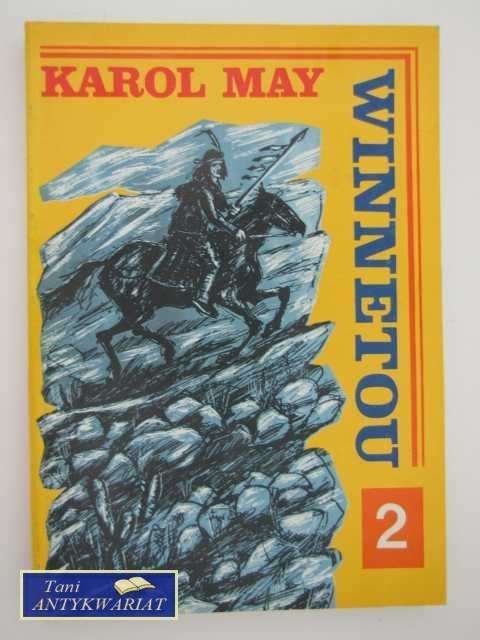 KAROL MAY
WINNETOU
2
Tani
ANTYKWARIAT